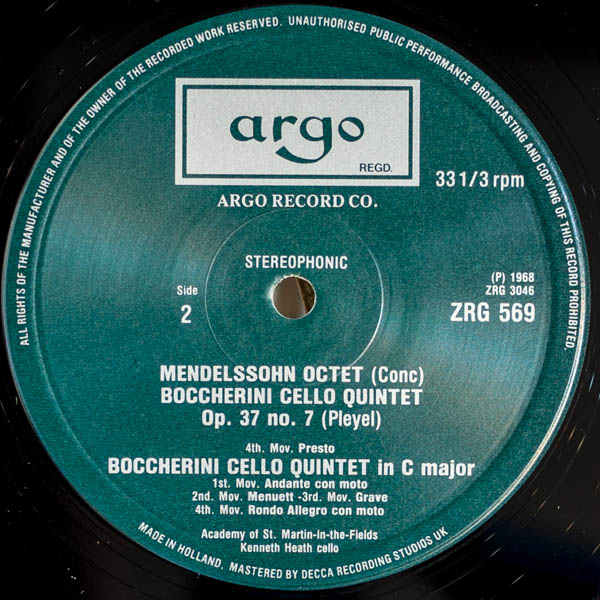 ALL RIGHTS OF THE MANUFACTURER AND OF THE OWNER OF THE RECORDED WORK RESERVED. UNAUTHORISED PUBLIC PERFORMANCE BROADCASTING AND COPYING OF THIS RECORD PROHIBITED.
argo
REGD.
33 1/3 rpm
ARGO RECORD CO.
STEREOPHONIC
Side
2
(P) 1968
ZRG 3046
ZRG 569
MENDELSSOHN OCTET (Conc)
BOCCHERINI CELLO QUINTET
Op. 37 no. 7 (Pleyel)
4th. Mov. Presto
BOCCHERINI CELLO QUINTET in C major
1st. Mov. Andante con moto
2nd. Mov. Menuett -3rd. Mov. Grave
4th. Mov. Rondo Allegro con moto
Academy of St. Martin-in-the-Fields
Kenneth Heath cello
MADE IN HOLLAND. MASTERED BY DECCA RECORDING STUDIOS UK